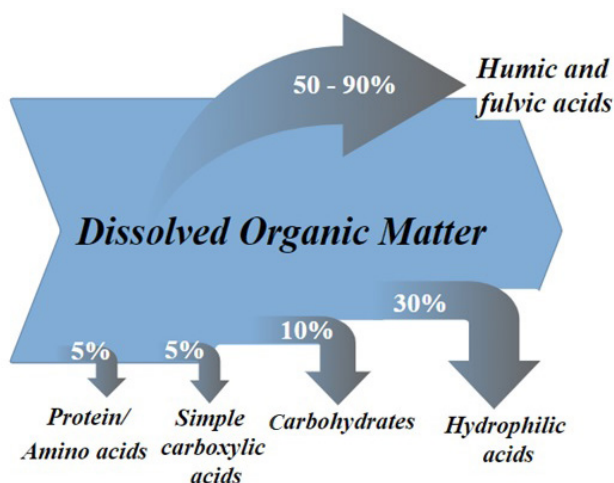 50 - 90%
Humic and
fulvic acids
Dissolved Organic Matter
5%
5%
10%
30%
Protein/
Amino acids
Simple
carboxylic
acids
Carbohydrates
Hydrophilic
acids